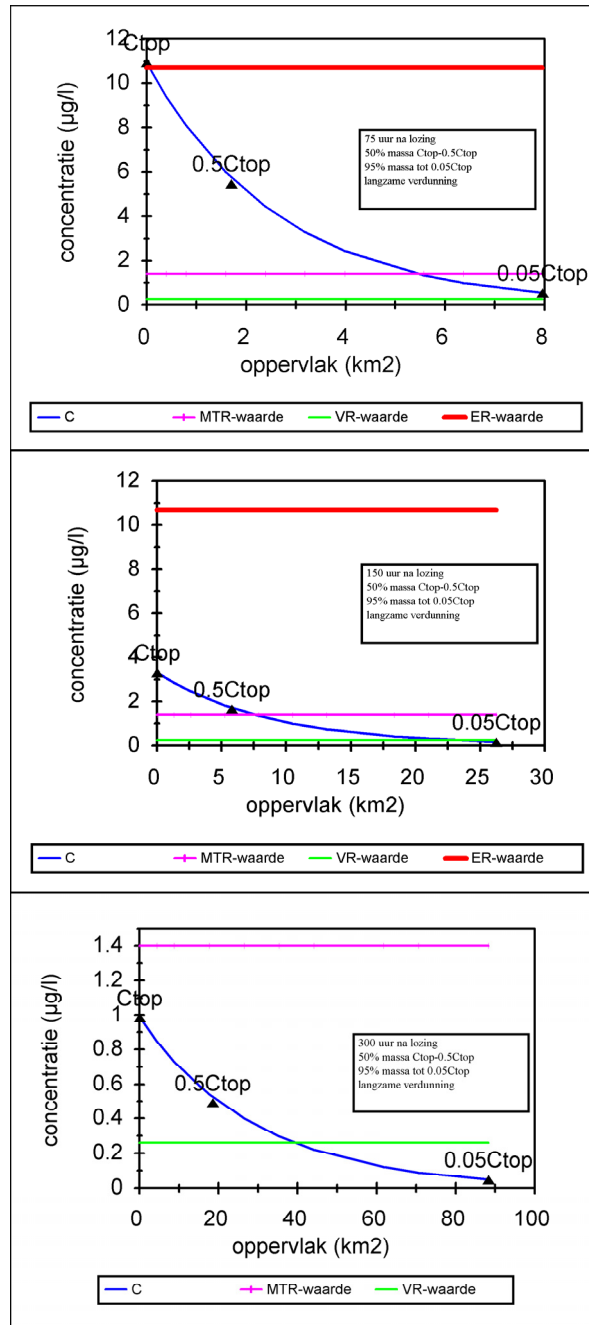 12
10
8
6
4
2
0
concentratie (µg/l)
Ctop
0.5Ctop
0.05Ctop
75 uur na lozing
50% massa Ctop-0.5Ctop
95% massa tot 0.05Ctop
langzame verdunning
0 2 4 6 8
oppervlak (km2)
C MTR-waarde VR-waarde ER-waarde
12
10
8
6
4
2
0
concentratie (µg/l)
Ctop
0.5Ctop
0.05Ctop
150 uur na lozing
50% massa Ctop-0.5Ctop
95% massa tot 0.05Ctop
langzame verdunning
0 5 10 15 20 25 30
oppervlak (km2)
C MTR-waarde VR-waarde ER-waarde
1.4
1.2
1
0.8
0.6
0.4
0.2
0
concentratie (µg/l)
Ctop
0.5Ctop
0.05Ctop
300 uur na lozing
50% massa Ctop-0.5Ctop
95% massa tot 0.05Ctop
langzame verdunning
0 20 40 60 80 100
oppervlak (km2)
C MTR-waarde VR-waarde